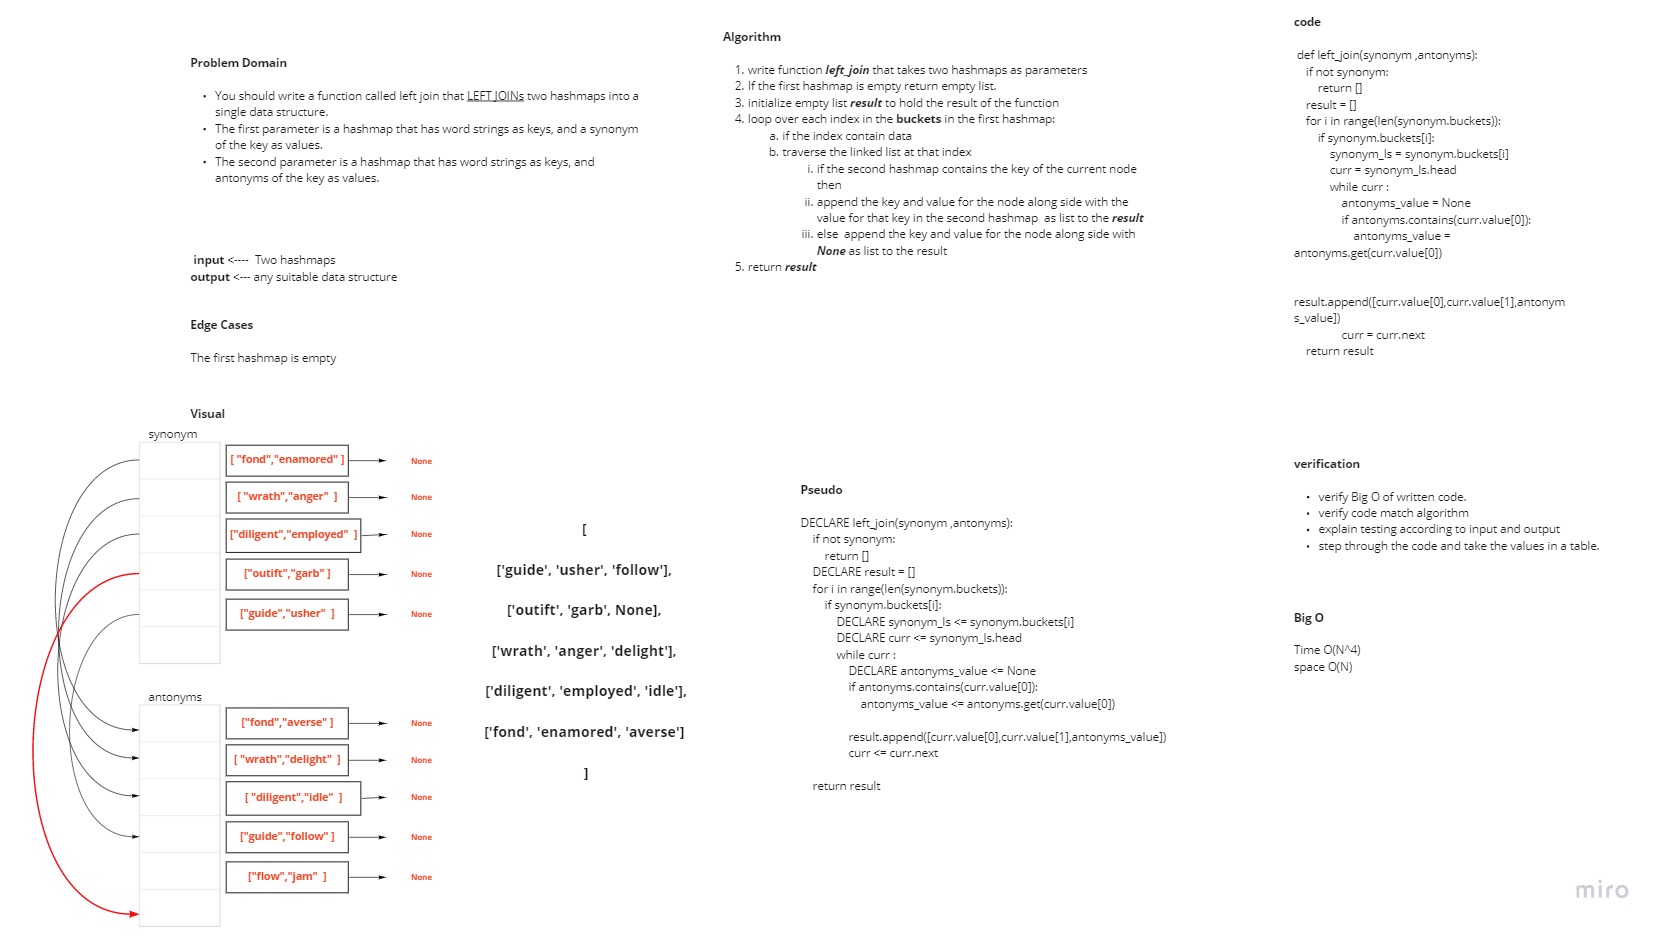 Problem Domain
• You should write a function called left join that LEFT JOINs two hashmaps into a
single data structure.
• The first parameter is a hashmap that has word strings as keys, and a synonym
of the key as values.
• The second parameter is a hashmap that has word strings as keys, and
antonyms of the key as values.
input <---- Two hashmaps
output <--- any suitable data structure
Edge Cases
The first hashmap is empty
Visual
synonym
[ "fond","enamored" ]
None
[ "wrath","anger" ]
None
["diligent","employed" ]
None
["outift","garb" ]
None
["guide","usher" ]
None
antonyms
["fond","averse" ]
None
[ "wrath","delight" ]
None
[ "diligent","idle" ]
None
["guide","follow" ]
None
["flow","jam" ]
None
[
['guide', 'usher', 'follow'],
['outift', 'garb', None],
['wrath', 'anger', 'delight'],
['diligent', 'employed', 'idle'],
['fond', 'enamored', 'averse']
]
Algorithm
1. write function left_join that takes two hashmaps as parameters
2. If the first hashmap is empty return empty list.
3. initialize empty list result to hold the result of the function
4. loop over each index in the buckets in the first hashmap:
a. if the index contain data
b. traverse the linked list at that index
i. if the second hashmap contains the key of the current node
then
ii. append the key and value for the node along side with the
value for that key in the second hashmap as list to the result
iii. else append the key and value for the node along side with
None as list to the result
5. return result
Pseudo
DECLARE left_join(synonym ,antonyms):
if not synonym:
return []
DECLARE result = []
for i in range(len(synonym.buckets)):
if synonym.buckets[i]:
DECLARE synonym_ls <= synonym.buckets[i]
DECLARE curr <= synonym_ls.head
while curr :
DECLARE antonyms_value <= None
if antonyms.contains(curr.value[0]):
antonyms_value <= antonyms.get(curr.value[0])
result.append([curr.value[0],curr.value[1],antonyms_value])
curr <= curr.next
return result
code
def left_join(synonym ,antonyms):
if not synonym:
return []
result = []
for i in range(len(synonym.buckets)):
if synonym.buckets[i]:
synonym_ls = synonym.buckets[i]
curr = synonym_ls.head
while curr :
antonyms_value = None
if antonyms.contains(curr.value[0]):
antonyms_value =
antonyms.get(curr.value[0])
result.append([curr.value[0],curr.value[1],antonym
s_value])
curr = curr.next
return result
verification
• verify Big O of written code.
• verify code match algorithm
• explain testing according to input and output
• step through the code and take the values in a table.
Big O
Time O(N^4)
space O(N)
miro